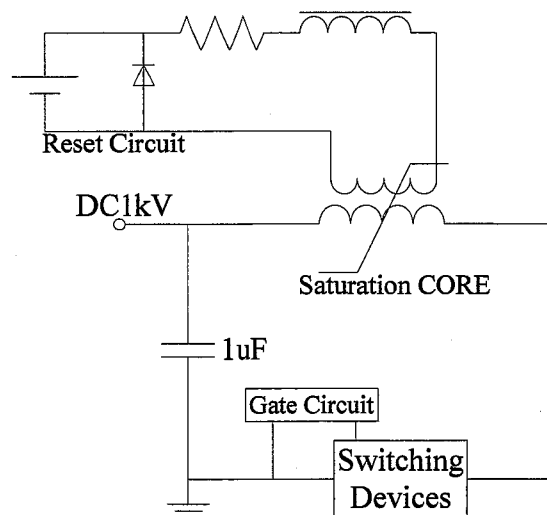 Reset Circuit
DC1kV
Saturation CORE
1uF
Gate Circuit
Switching
Devices